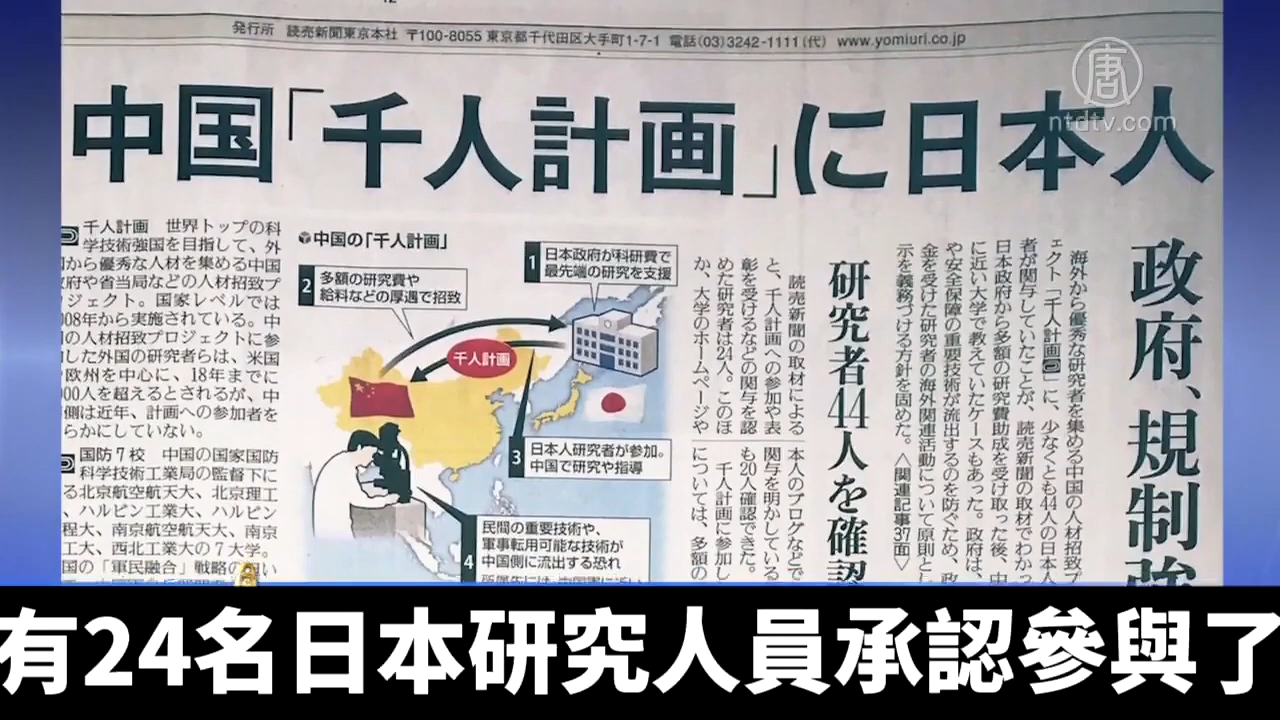 発行所 読売新聞東京本社 〒100-8055 東京都千代田区大手町1-7-1 電話(03)3242-1111(代) www.yomiuri.co.jp
唐
ntdtv.com
中国「千人計画」に日本人
政府、規制強
研究者44人を確認
海外から優秀な研究者を集める中国の人材招致プ
ェクト「千人計画」に、少なくとも44人の日本人
者が関与していたことが、読売新聞の取材でわかっ
日本政府から多額の研究費助成を受け取った後、中
に近い大学で教えていたケースもあった。政府は、
や安全保障の重要技術が流出するのを防ぐため、政
金を受けた研究者の海外関連活動について原則とし
示を義務づける方針を固めた。〈関連記事37面〉
読売新聞の取材による
と、千人計画への参加や表
彰を受けるなどの関与を認
めた研究者は24人。このほ
か、大学のホームページや
本人のブログなどで
関与を明かしている
も20人確認できた。
千人計画に参加し
については、多額の
中国の「千人計画」
1 日本政府が科研費で
最先端の研究を支援
2 多額の研究費や
給料などの厚遇で招致
千人計画
3 日本人研究者が参加。
中国で研究や指導
4 民間の重要技術や、
軍事転用可能な技術が
中国側に流出する恐れ
千人計画 世界トップの科
学技術強国を目指して、外
から優秀な人材を集める中国
府や省当局などの人材招致プ
ジェクト。国家レベルでは
08年から実施されている。中
の人材招致プロジェクトに参
した外国の研究者らは、米国
欧州を中心に、18年までに
00人を超えるとされるが、中
側は近年、計画への参加者を
らかにしていない。
国防7校 中国の国家国防
科学技術工業局の監督下に
る北京航空航天大、北京理工
、ハルビン工業大、ハルビン
程大、南京航空航天大、南京
工大、西北工業大の7大学。
国の「軍民融合」戦略の
有24名日本研究人員承認參與了